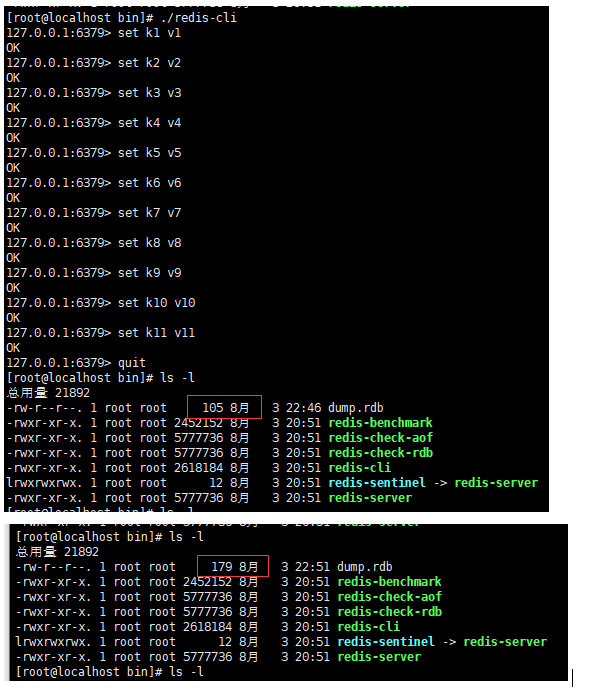 [root@localhost bin]# ./redis-cli
127.0.0.1:6379> set k1 v1
OK
127.0.0.1:6379> set k2 v2
OK
127.0.0.1:6379> set k3 v3
OK
127.0.0.1:6379> set k4 v4
OK
127.0.0.1:6379> set k5 v5
OK
127.0.0.1:6379> set k6 v6
OK
127.0.0.1:6379> set k7 v7
OK
127.0.0.1:6379> set k8 v8
OK
127.0.0.1:6379> set k9 v9
OK
127.0.0.1:6379> set k10 v10
OK
127.0.0.1:6379> set k11 v11
OK
127.0.0.1:6379> quit
[root@localhost bin]# ls -l
总用量 21892
-rw-r--r--. 1 root root     105 8月   3 22:46 dump.rdb
-rwxr-xr-x. 1 root root 2452152 8月   3 20:51 redis-benchmark
-rwxr-xr-x. 1 root root 5777736 8月   3 20:51 redis-check-aof
-rwxr-xr-x. 1 root root 5777736 8月   3 20:51 redis-check-rdb
-rwxr-xr-x. 1 root root 2618184 8月   3 20:51 redis-cli
lrwxrwxrwx. 1 root root      12 8月   3 20:51 redis-sentinel -> redis-server
-rwxr-xr-x. 1 root root 5777736 8月   3 20:51 redis-server
[root@localhost bin]# ls -l
总用量 21892
-rw-r--r--. 1 root root     179 8月   3 22:51 dump.rdb
-rwxr-xr-x. 1 root root 2452152 8月   3 20:51 redis-benchmark
-rwxr-xr-x. 1 root root 5777736 8月   3 20:51 redis-check-aof
-rwxr-xr-x. 1 root root 5777736 8月   3 20:51 redis-check-rdb
-rwxr-xr-x. 1 root root 2618184 8月   3 20:51 redis-cli
lrwxrwxrwx. 1 root root      12 8月   3 20:51 redis-sentinel -> redis-server
-rwxr-xr-x. 1 root root 5777736 8月   3 20:51 redis-server
[root@localhost bin]# ls -l